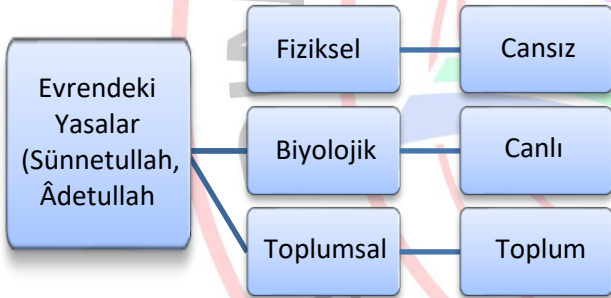 Evrendeki
Yasalar
(Sünnetullah,
Âdetullah
Fiziksel
Cansız
Biyolojik
Canlı
Toplumsal
Toplum